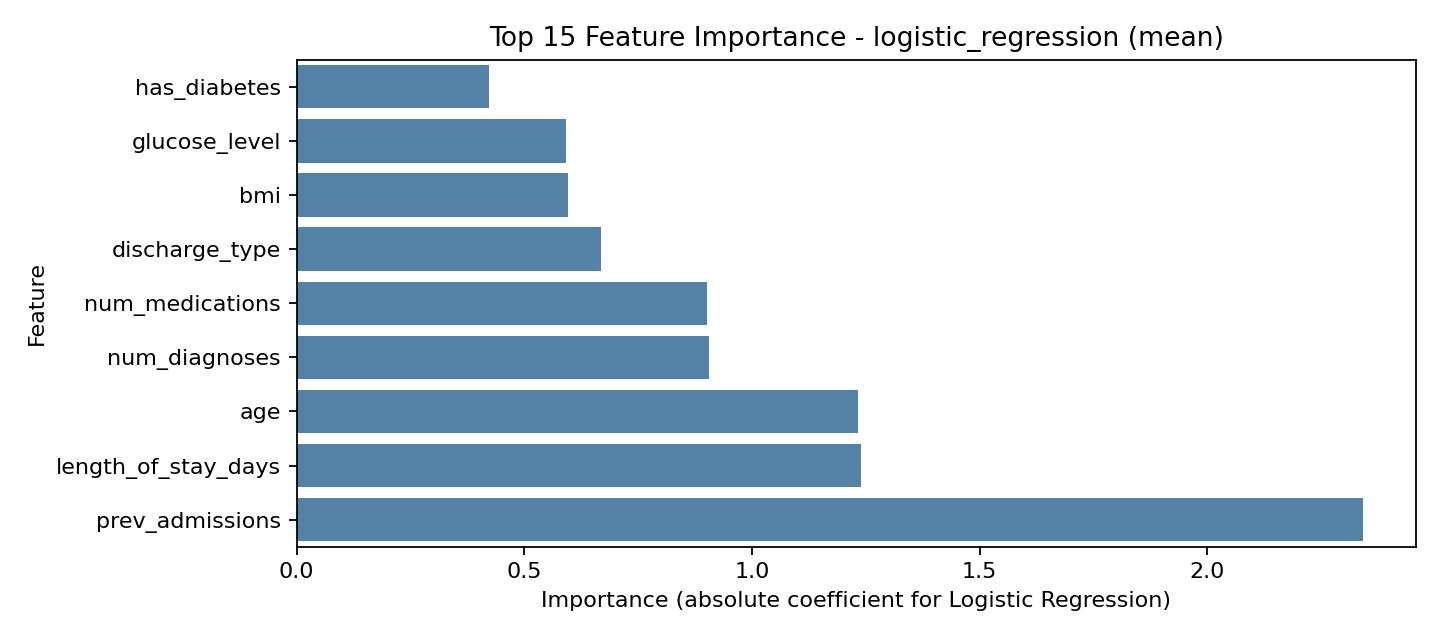 Top 15 Feature Importance - logistic_regression (mean)
Feature
has_diabetes
glucose_level
bmi
discharge_type
num_medications
num_diagnoses
age
length_of_stay_days
prev_admissions
0.0 0.5 1.0 1.5 2.0
Importance (absolute coefficient for Logistic Regression)